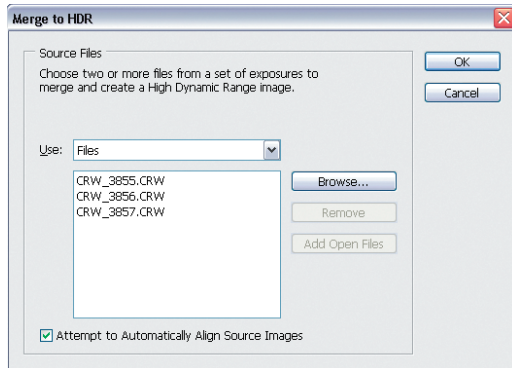 Merge to HDR
Source Files
Choose two or more files from a set of exposures to
merge and create a High Dynamic Range image.
OK
Cancel
Use: Files
CRW_3855.CRW
CRW_3856.CRW
CRW_3857.CRW
Browse...
Remove
Add Open Files
Attempt to Automatically Align Source Images